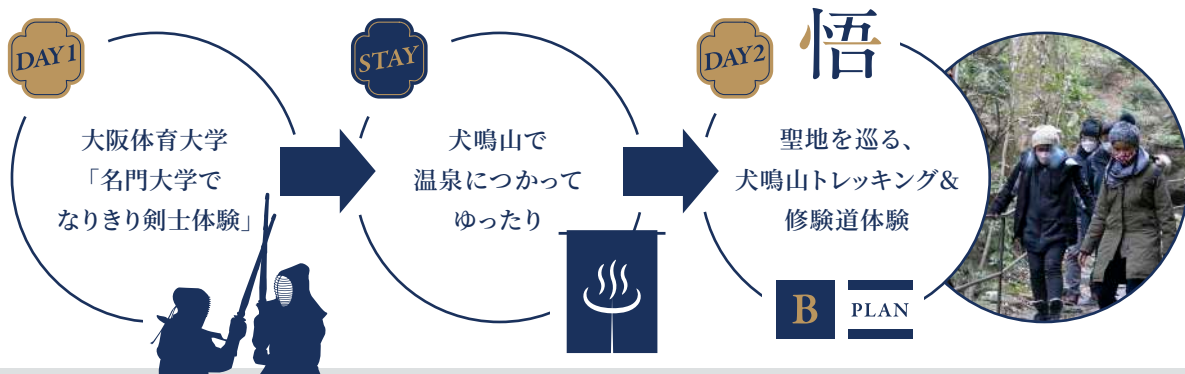 DAY1
大阪体育大学
「名門大学で
なりきり剣士体験」
STAY
犬鳴山で
温泉につかって
ゆったり
DAY2
悟
聖地を巡る、
犬鳴山トレッキング&
修験道体験
B
PLAN